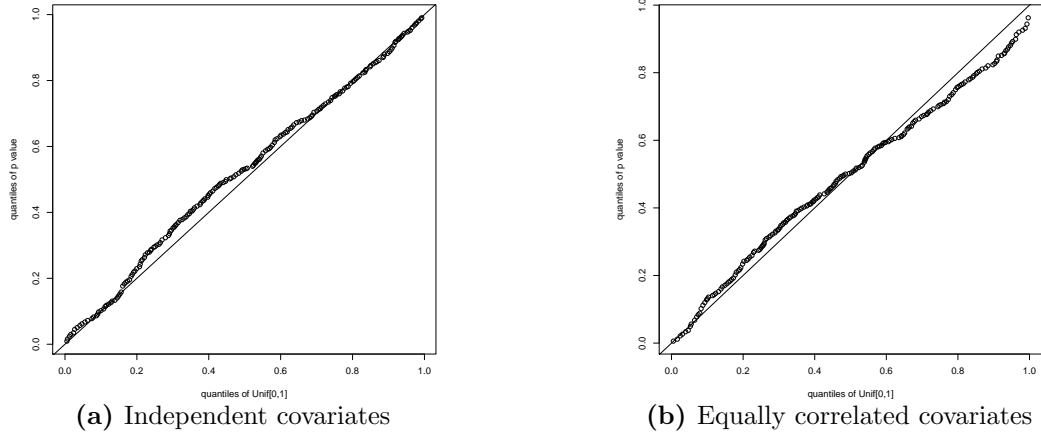 1.0
0.8
0.6
0.4
0.2
0.0
quantiles of p value
0.0 0.2 0.4 0.6 0.8 1.0
quantiles of Unif[0,1]
(a) Independent covariates
1.0
0.8
0.6
0.4
0.2
0.0
quantiles of p value
0.0 0.2 0.4 0.6 0.8 1.0
quantiles of Unif[0,1]
(b) Equally correlated covariates